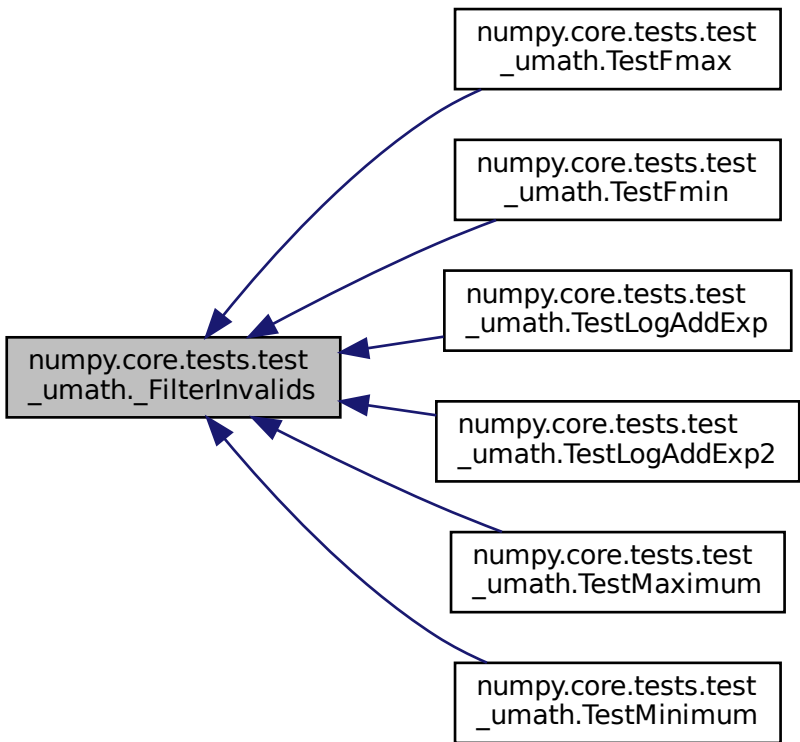 numpy.core.tests.test
_umath.TestFmax
numpy.core.tests.test
_umath.TestFmin
numpy.core.tests.test
_umath.TestLogAddExp
numpy.core.tests.test
_umath._FilterInvalids
numpy.core.tests.test
_umath.TestLogAddExp2
numpy.core.tests.test
_umath.TestMaximum
numpy.core.tests.test
_umath.TestMinimum